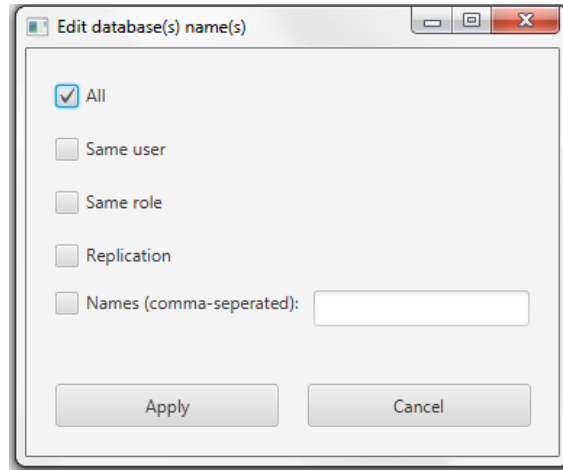 Edit database(s) name(s)
All
Same user
Same role
Replication
Names (comma-seperated):
Apply Cancel